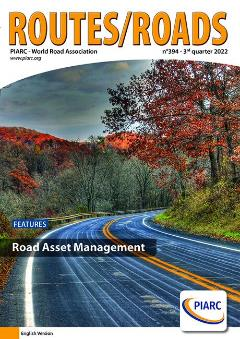 ROUTES/ROADS
PIARC - World Road Association
n°394 - 3rd quarter 2022
www.piarc.org
FEATURES
Road Asset Management
PIARC
English Version